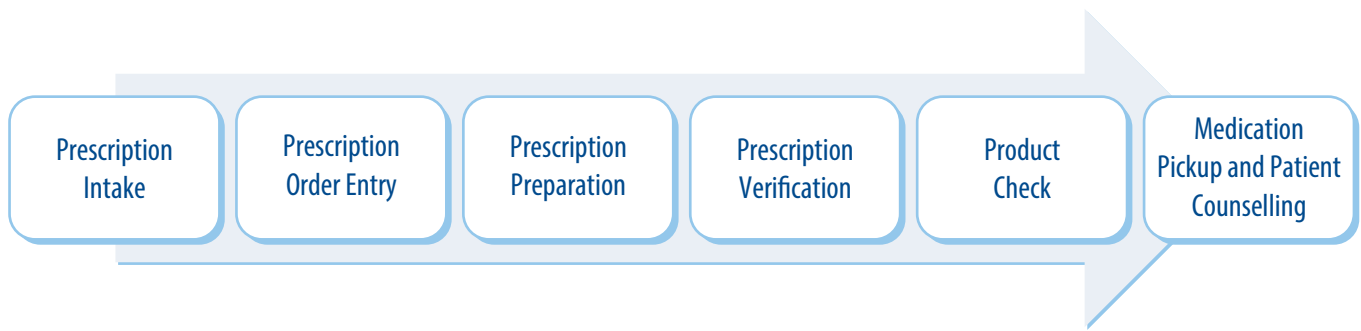 Prescription
Intake
Prescription
Order Entry
Prescription
Preparation
Prescription
Verification
Product
Check
Medication
Pickup and Patient
Counselling